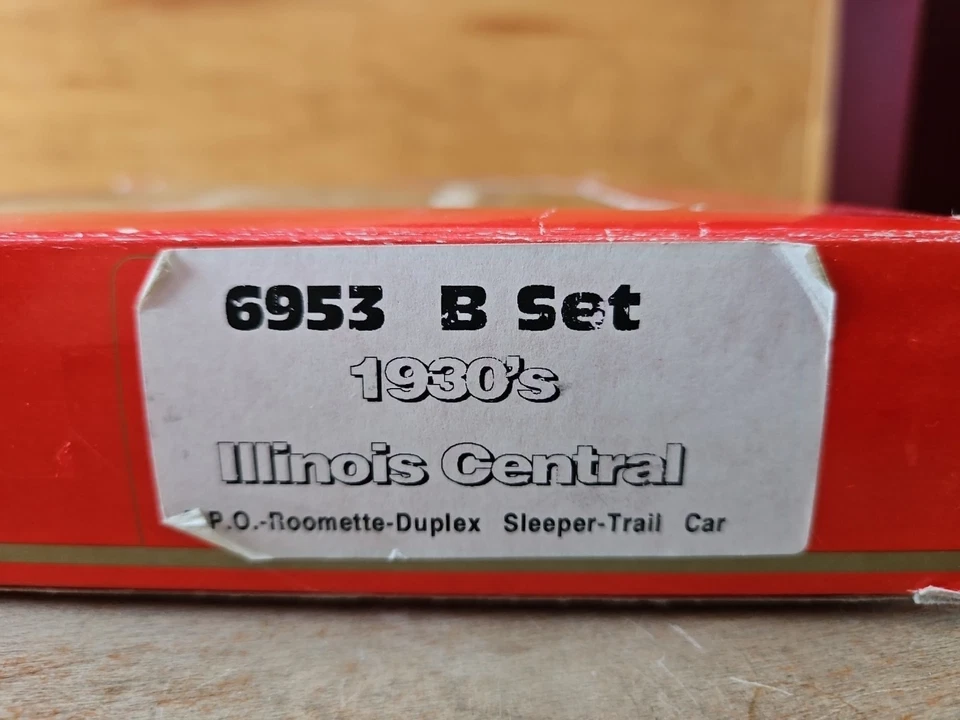 6953 B Set
1930's
Illinois Central
P.O.-Roomette-Duplex Sleeper-Trail Car